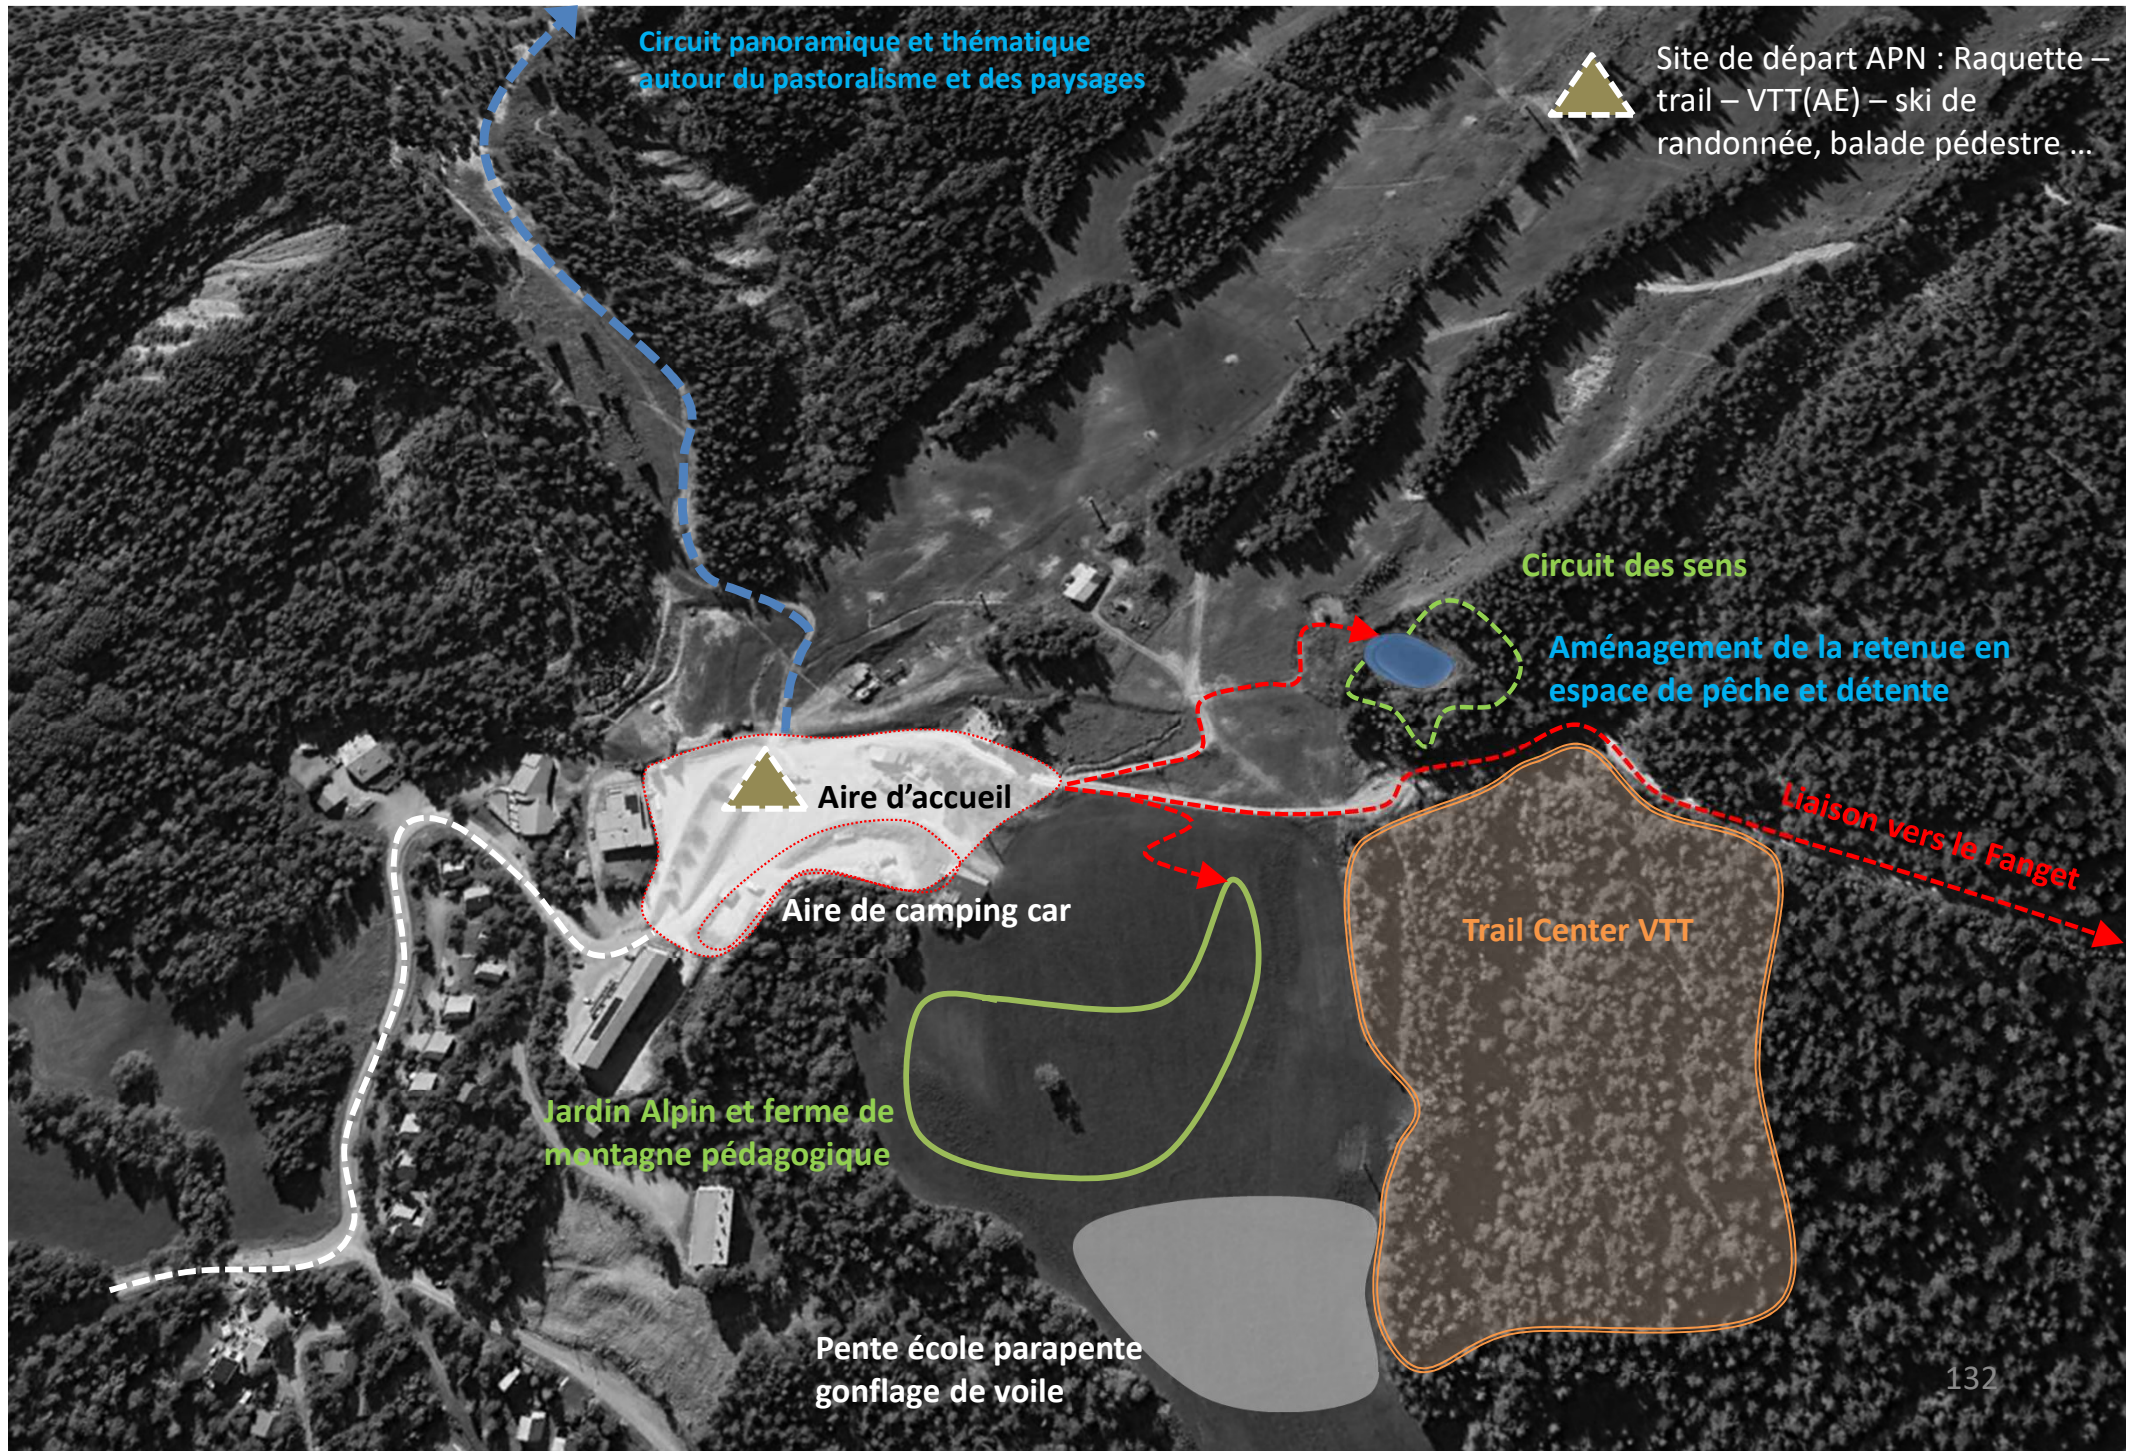 Circuit panoramique et thématique
autour du pastoralisme et des paysages
Site de départ APN : Raquette –
trail – VTT(AE) – ski de
randonnée, balade pédestre ...
Circuit des sens
Aménagement de la retenue en
espace de pêche et détente
Liaison vers le Fanget
Aire d'accueil
Aire de camping car
Trail Center VTT
Jardin Alpin et ferme de
montagne pédagogique
Pente école parapente
gonflage de voile
132